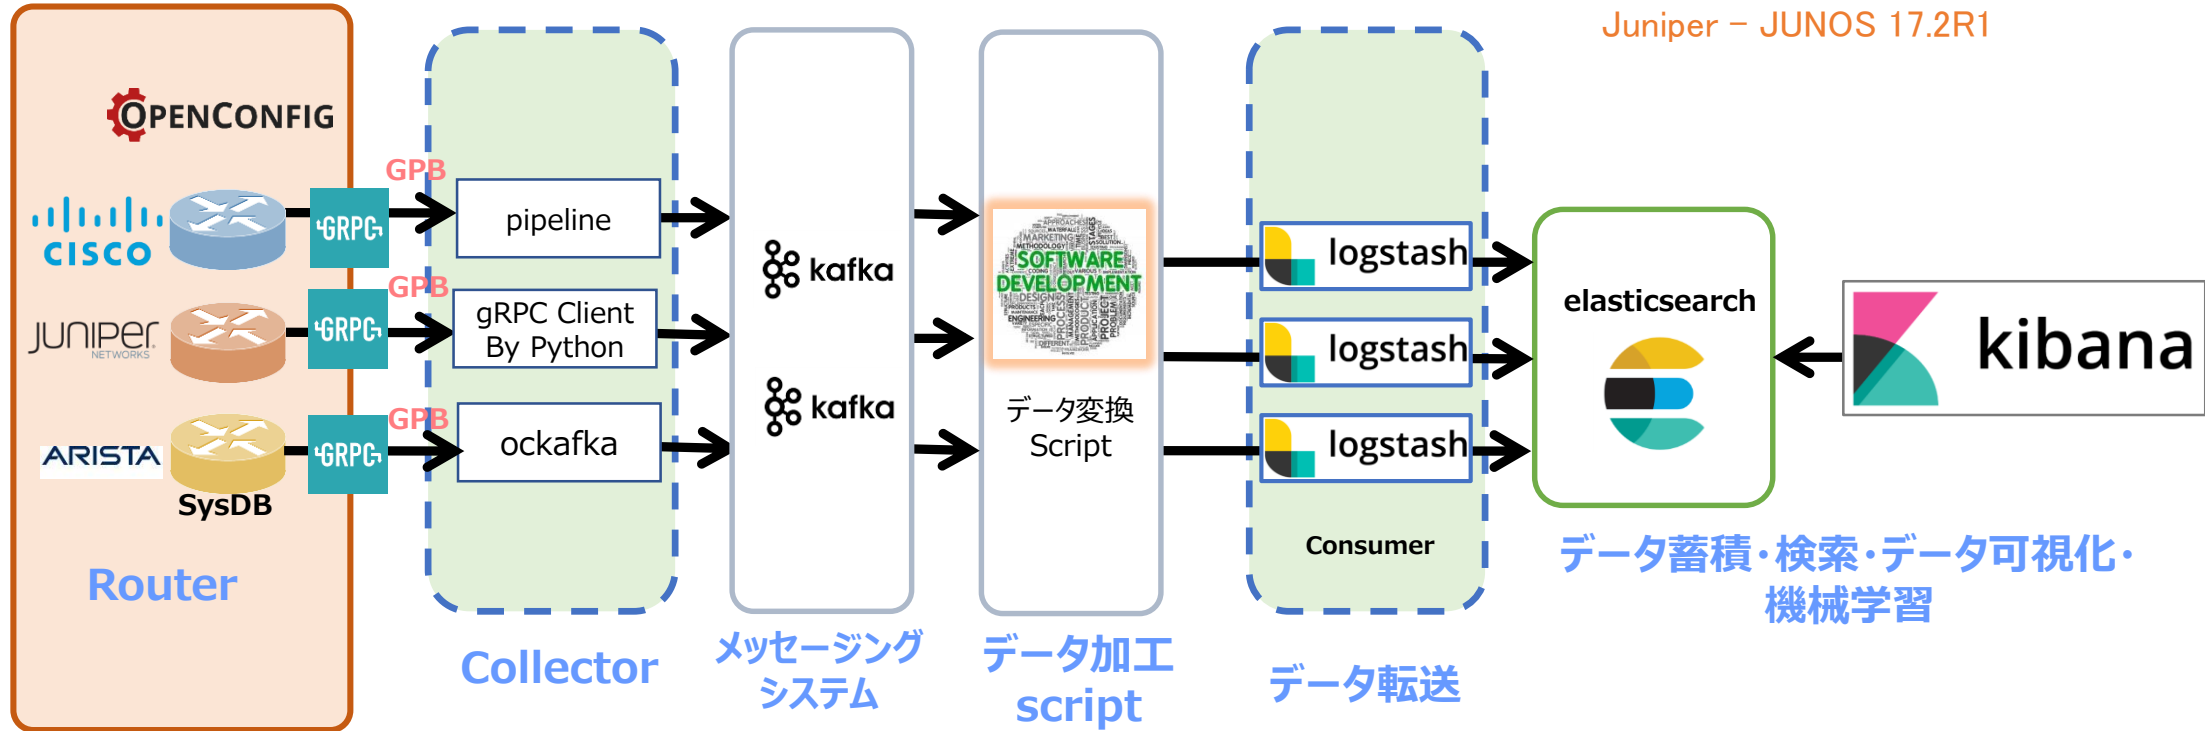 Juniper – JUNOS 17.2R1
OPENCONFIG
CISCO
JUNIPER
NETWORKS
ARISTA
SysDB
Router
GRPC
GRPC
GRPC
GPB
GPB
GPB
pipeline
gRPC Client
By Python
ockafka
Collector
kafka
kafka
メッセージング
システム
SOFTWARE
DEVELOPMENT
データ変換
Script
データ加工
script
logstash
logstash
logstash
Consumer
データ転送
elasticsearch
kibana
データ蓄積・検索・データ可視化・
機械学習